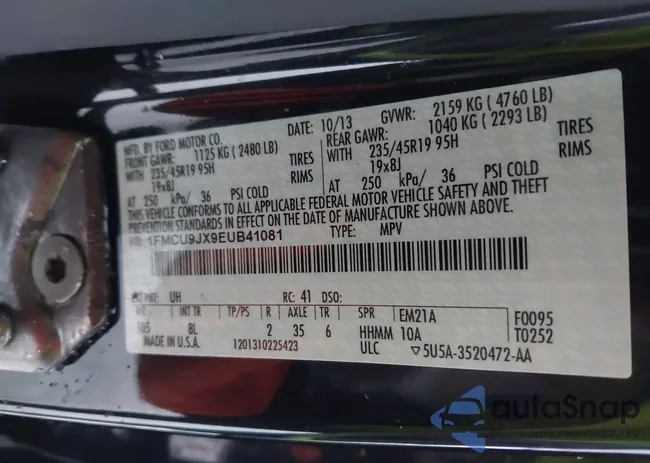 MFD. BY FORD MOTOR CO.
DATE: 10/13 GVWR: 2159 KG ( 4760 LB)
FRONT GAWR: 1125 KG ( 2480 LB) REAR GAWR: 1040 KG ( 2293 LB)
WITH 235/45R19 95H TIRES WITH 235/45R19 95H TIRES
19x8J RIMS 19x8J RIMS
AT 250 kPa/ 36 PSI COLD AT 250 kPa/ 36 PSI COLD
THIS VEHICLE CONFORMS TO ALL APPLICABLE FEDERAL MOTOR VEHICLE SAFETY AND THEFT
PREVENTION STANDARDS IN EFFECT ON THE DATE OF MANUFACTURE SHOWN ABOVE.
VIN: 1FMCU9JX9EUB41081 TYPE: MPV
EXT PNT: UH RC: 41 DSO:
WB INT TR TP/PS R AXLE TR SPR EM21A F0095
105 8L 2 35 6 HHMM 10A T0252
MADE IN U.S.A. 1201310225423 ULC ▽5U5A-3520472-AA
autoSnap